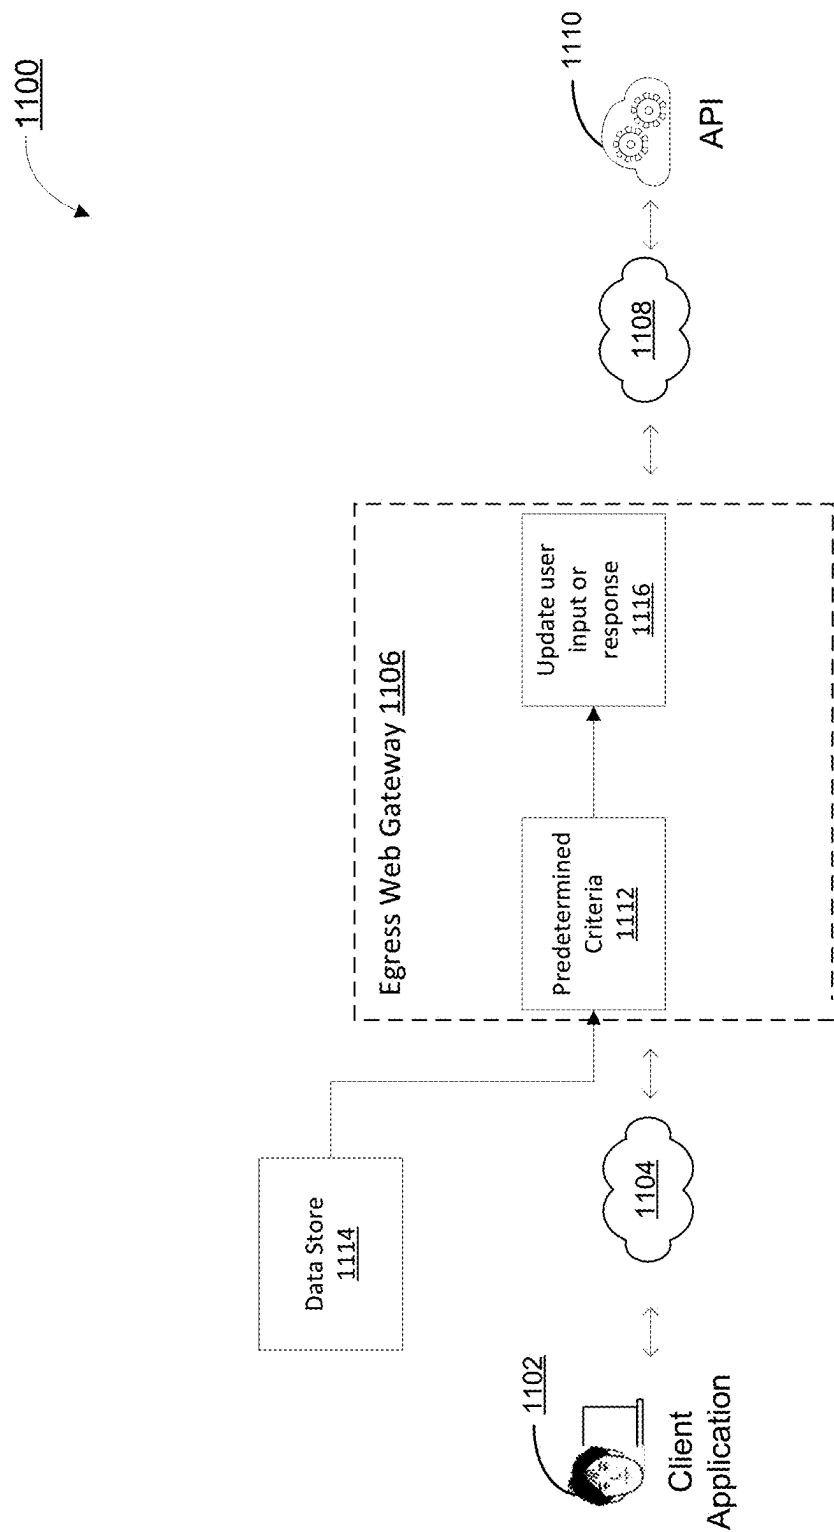 1100
Data Store
1114
Egress Web Gateway 1106
Predetermined
Criteria
1112
Update user
input or
response
1116
1102
Client
Application
1104
1108
1110
API